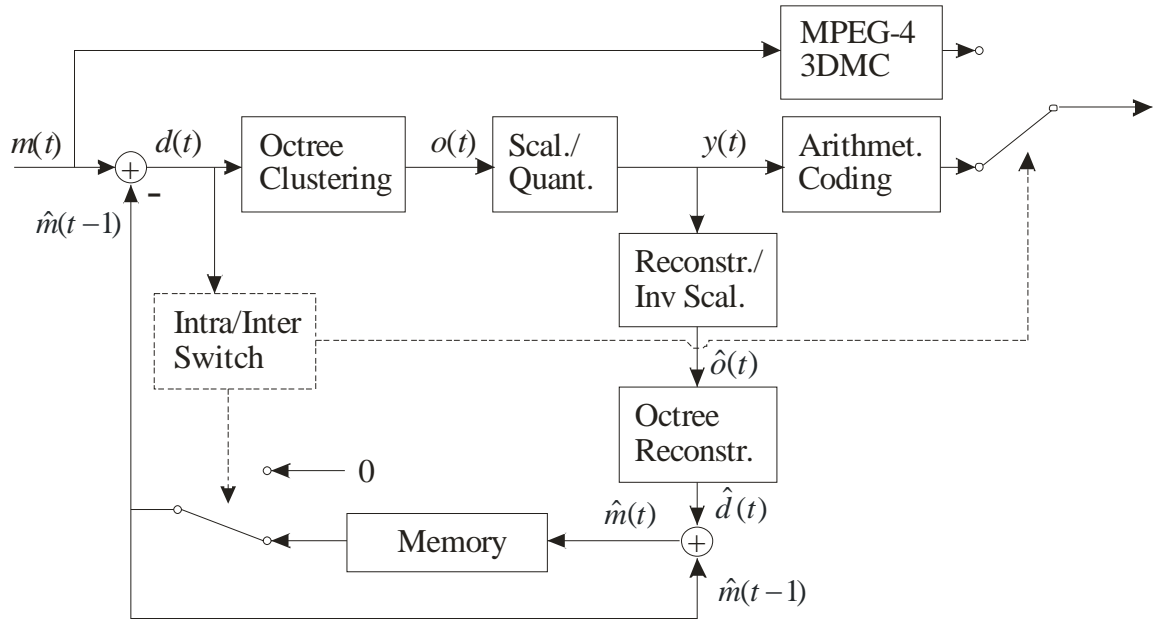 MPEG-4
3DMC
m(t)
+
-
d(t)
Octree
Clustering
o(t)
Scal./
Quant.
y(t)
Arithmet.
Coding
m̂(t−1)
Reconstr./
Inv Scal.
Intra/Inter
Switch
ô(t)
Octree
Reconstr.
0
d̂(t)
m̂(t)
Memory
+
m̂(t−1)